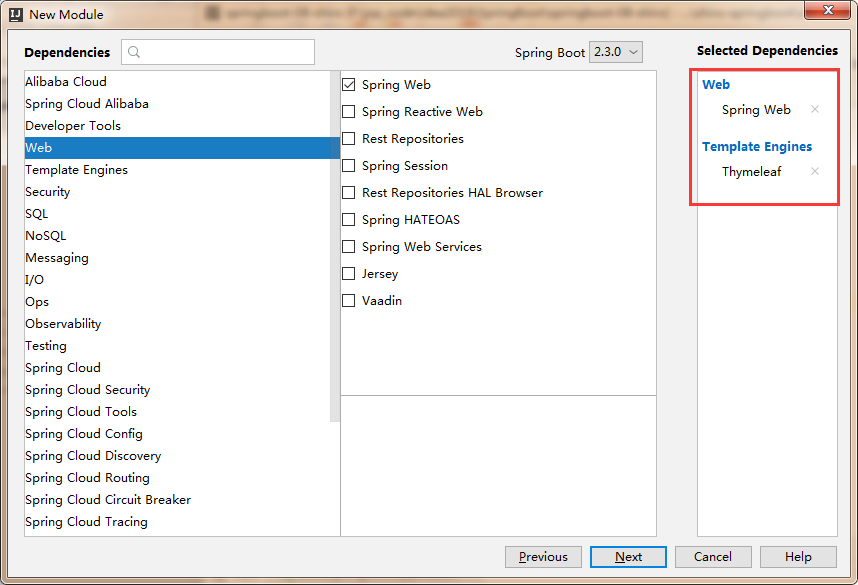 New Module
Dependencies
Spring Boot 2.3.0
Selected Dependencies
Alibaba Cloud
Spring Cloud Alibaba
Developer Tools
Web
Template Engines
Security
SQL
NoSQL
Messaging
I/O
Ops
Observability
Testing
Spring Cloud
Spring Cloud Security
Spring Cloud Tools
Spring Cloud Config
Spring Cloud Discovery
Spring Cloud Routing
Spring Cloud Circuit Breaker
Spring Cloud Tracing
Spring Web
Spring Reactive Web
Rest Repositories
Spring Session
Rest Repositories HAL Browser
Spring HATEOAS
Spring Web Services
Jersey
Vaadin
Web
Spring Web
Template Engines
Thymeleaf
Previous
Next
Cancel
Help